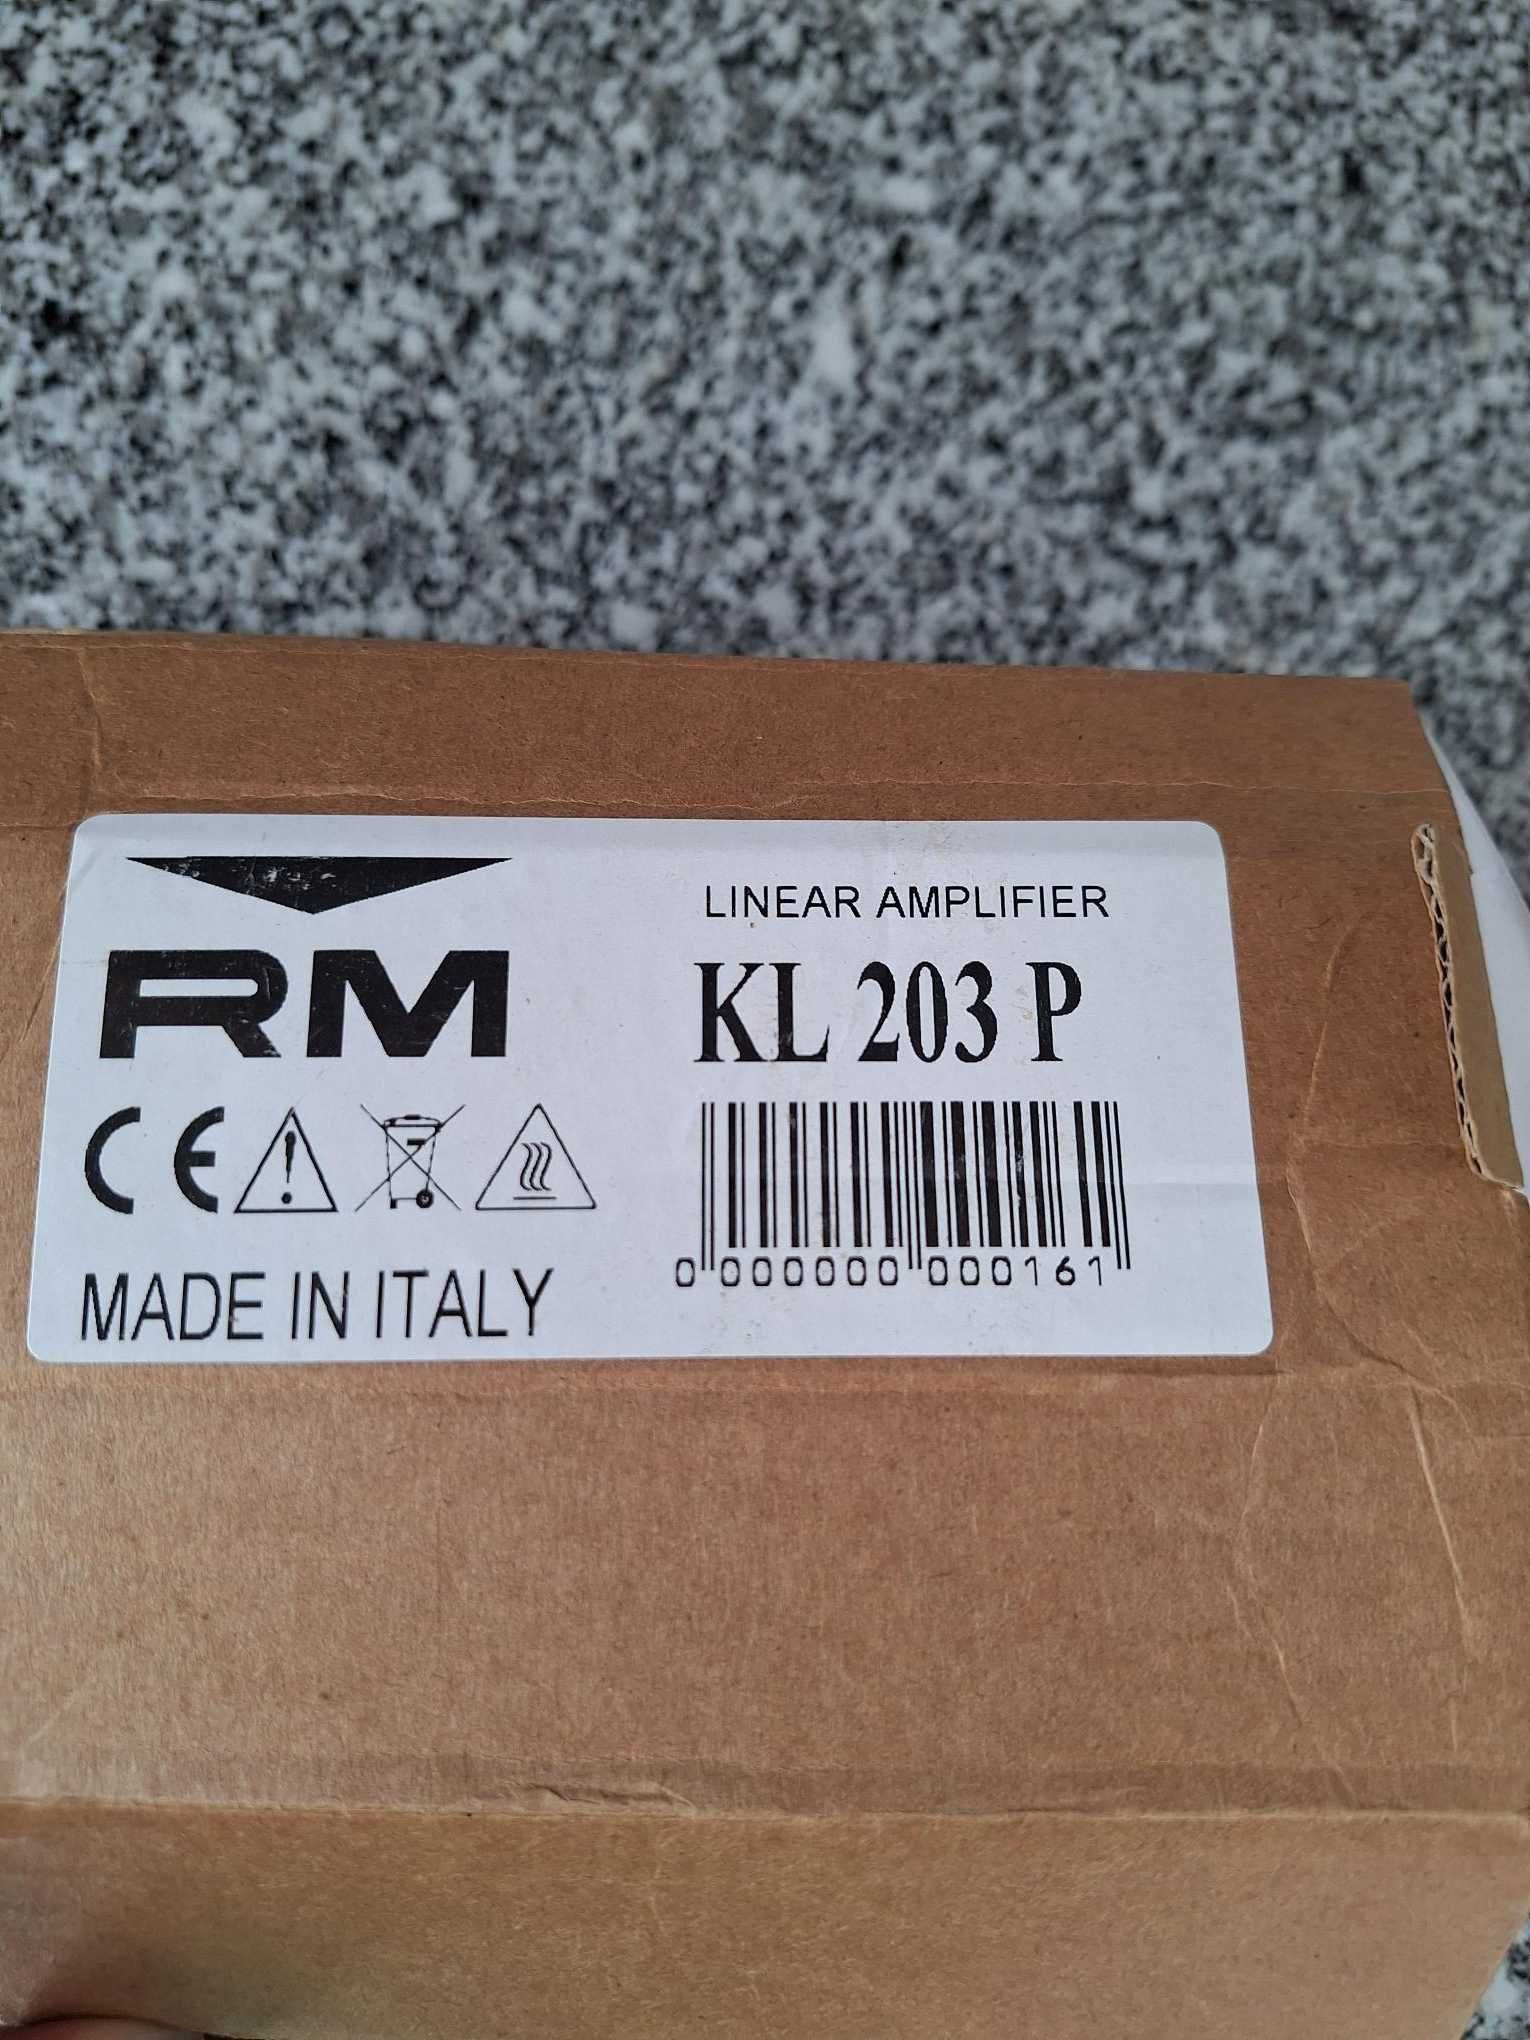 RM
LINEAR AMPLIFIER
KL 203 P
CE
MADE IN ITALY
0 000000 000161